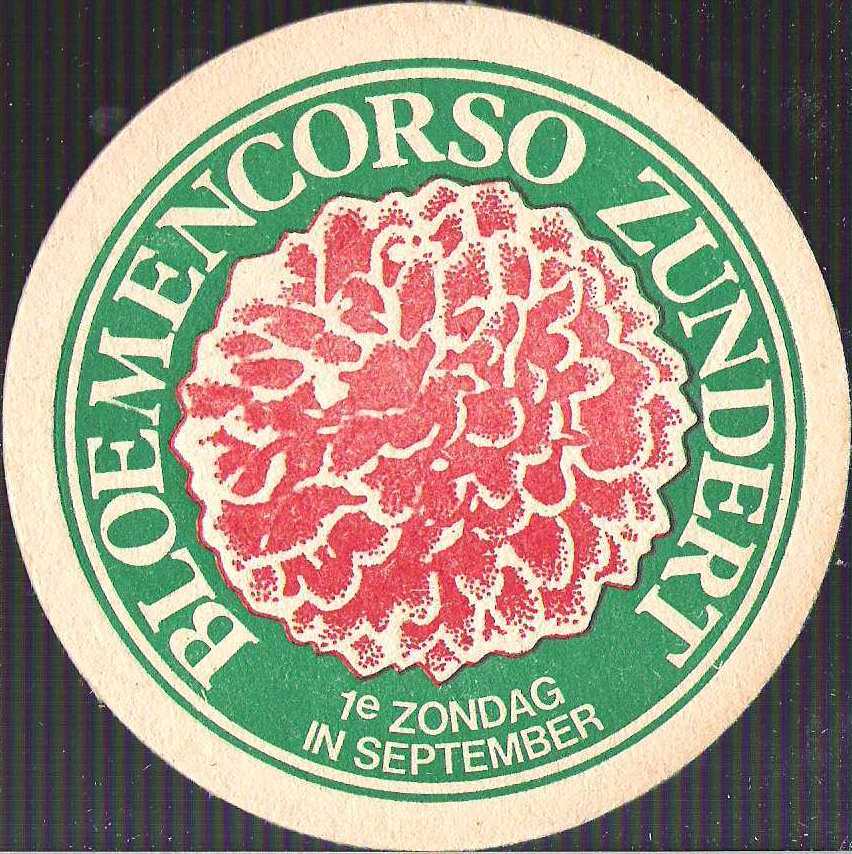 BLOEMENCORSO ZUNDERT
1e ZONDAG
IN SEPTEMBER